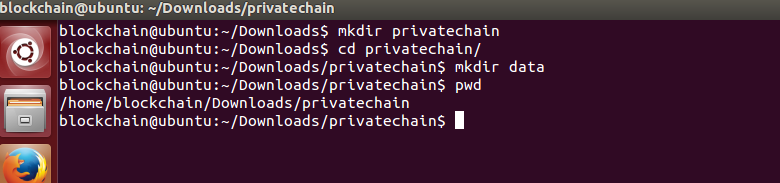 blockchain@ubuntu: ~/Downloads/privatechain
blockchain@ubuntu:~/Downloads$ mkdir privatechain
blockchain@ubuntu:~/Downloads$ cd privatechain/
blockchain@ubuntu:~/Downloads/privatechain$ mkdir data
blockchain@ubuntu:~/Downloads/privatechain$ pwd
/home/blockchain/Downloads/privatechain
blockchain@ubuntu:~/Downloads/privatechain$